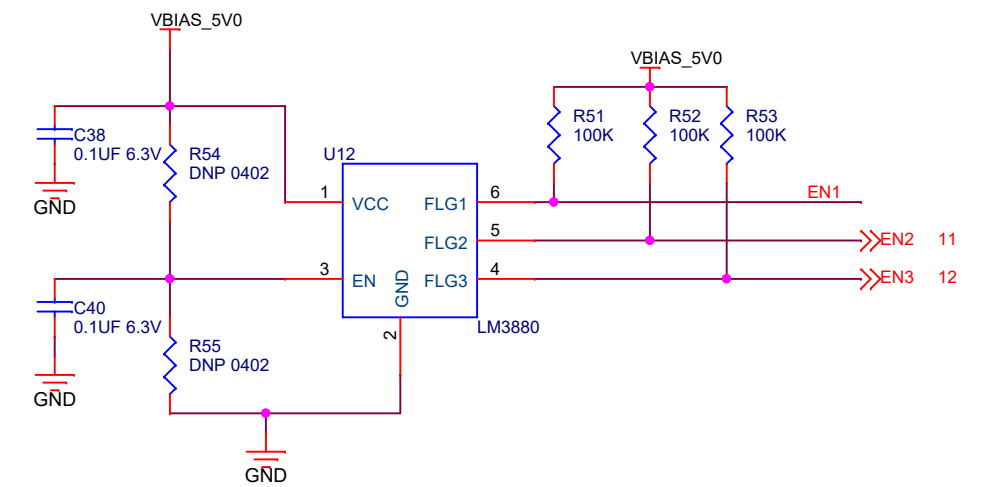 VBIAS_5V0
VBIAS_5V0
C38
0.1UF 6.3V
R54
DNP 0402
GND
R51
100K
R52
100K
R53
100K
U12
1
VCC
FLG1
6
EN1
FLG2
5
EN2 11
3
EN
GND
FLG3
4
EN3 12
2
LM3880
C40
0.1UF 6.3V
R55
DNP 0402
GND
GND